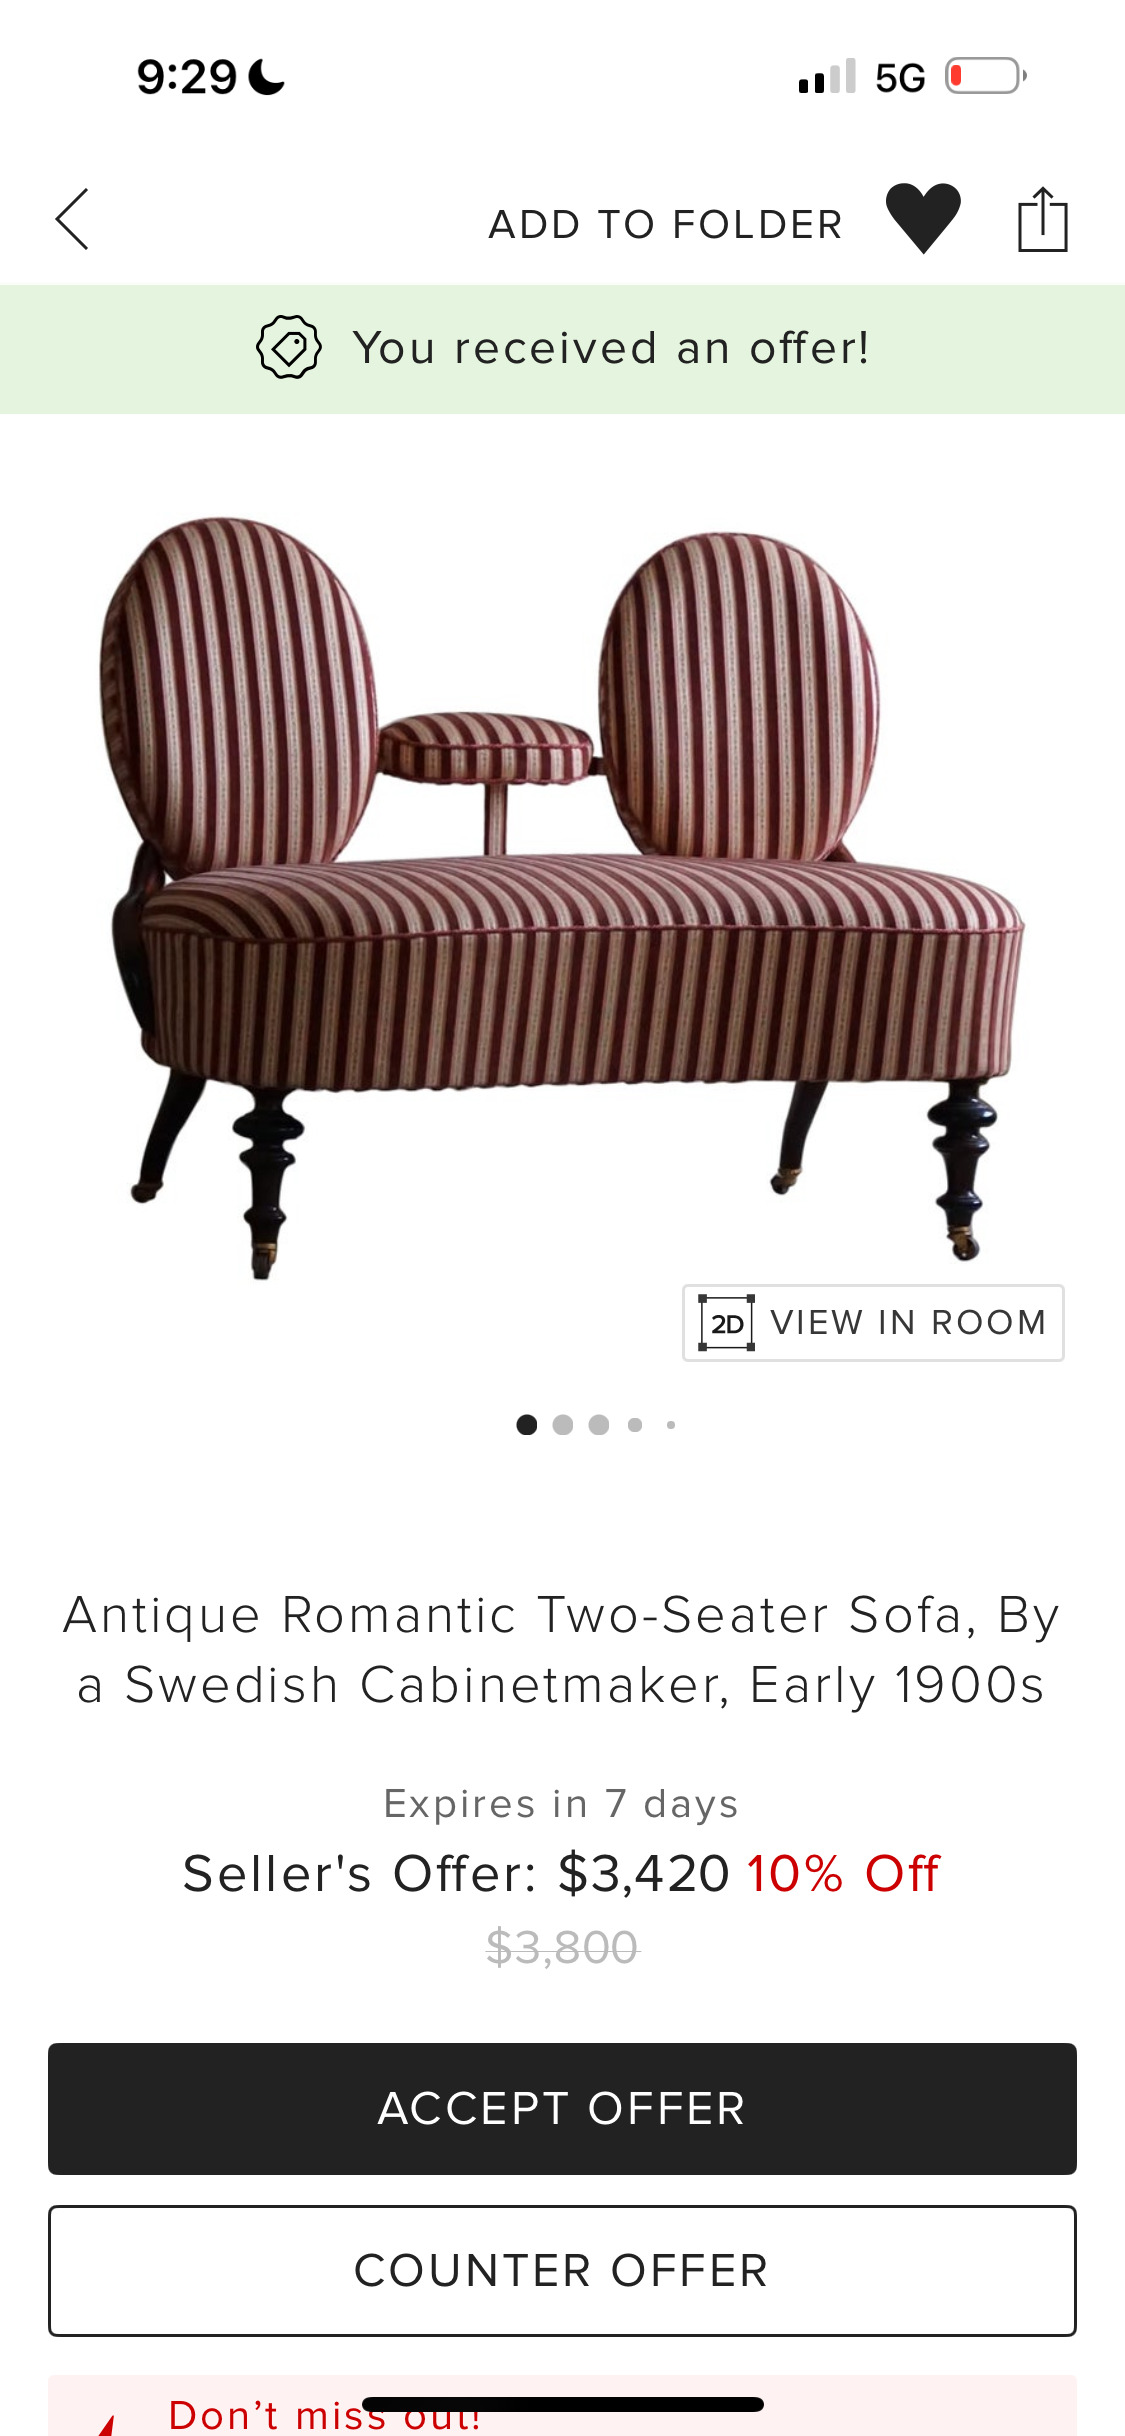 9:29
5G
ADD TO FOLDER
You received an offer!
2D VIEW IN ROOM
Antique Romantic Two-Seater Sofa, By
a Swedish Cabinetmaker, Early 1900s
Expires in 7 days
Seller's Offer: $3,420 10% Off
$3,800
ACCEPT OFFER
COUNTER OFFER
Don’t miss out!